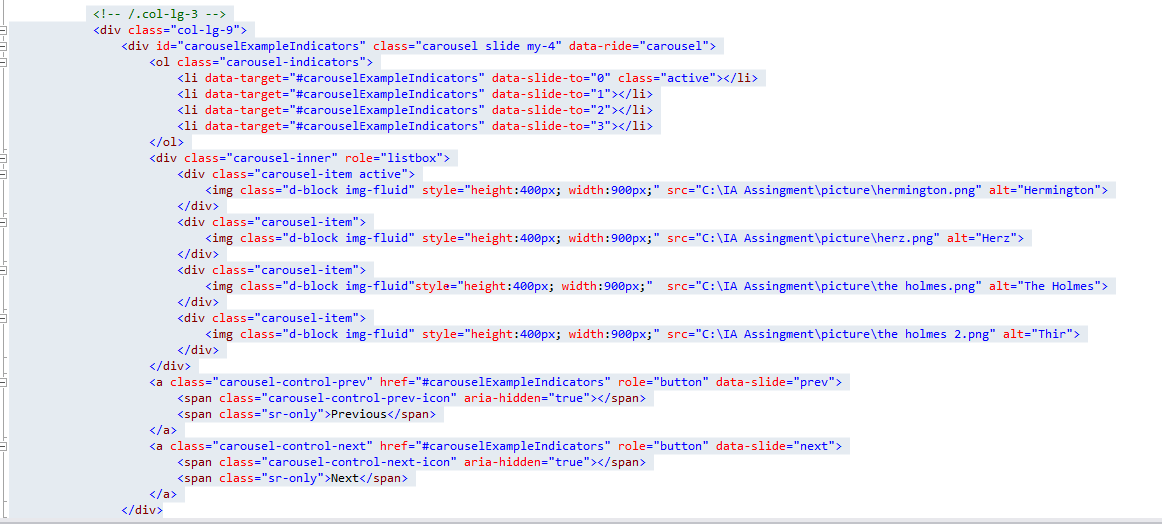 <!-- /.col-lg-3 -->
<div class="col-lg-9">
<div id="carouselExampleIndicators" class="carousel slide my-4" data-ride="carousel">
<ol class="carousel-indicators">
<li data-target="#carouselExampleIndicators" data-slide-to="0" class="active"></li>
<li data-target="#carouselExampleIndicators" data-slide-to="1"></li>
<li data-target="#carouselExampleIndicators" data-slide-to="2"></li>
<li data-target="#carouselExampleIndicators" data-slide-to="3"></li>
</ol>
<div class="carousel-inner" role="listbox">
<div class="carousel-item active">
<img class="d-block img-fluid" style="height:400px; width:900px;" src="C:\IA Assingment\picture\hermington.png" alt="Hermington">
</div>
<div class="carousel-item">
<img class="d-block img-fluid" style="height:400px; width:900px;" src="C:\IA Assingment\picture\herz.png" alt="Herz">
</div>
<div class="carousel-item">
<img class="d-block img-fluid"style="height:400px; width:900px;"  src="C:\IA Assingment\picture\the holmes.png" alt="The Holmes">
</div>
<div class="carousel-item">
<img class="d-block img-fluid" style="height:400px; width:900px;" src="C:\IA Assingment\picture\the holmes 2.png" alt="Thir">
</div>
</div>
<a class="carousel-control-prev" href="#carouselExampleIndicators" role="button" data-slide="prev">
<span class="carousel-control-prev-icon" aria-hidden="true"></span>
<span class="sr-only">Previous</span>
</a>
<a class="carousel-control-next" href="#carouselExampleIndicators" role="button" data-slide="next">
<span class="carousel-control-next-icon" aria-hidden="true"></span>
<span class="sr-only">Next</span>
</a>
</div>